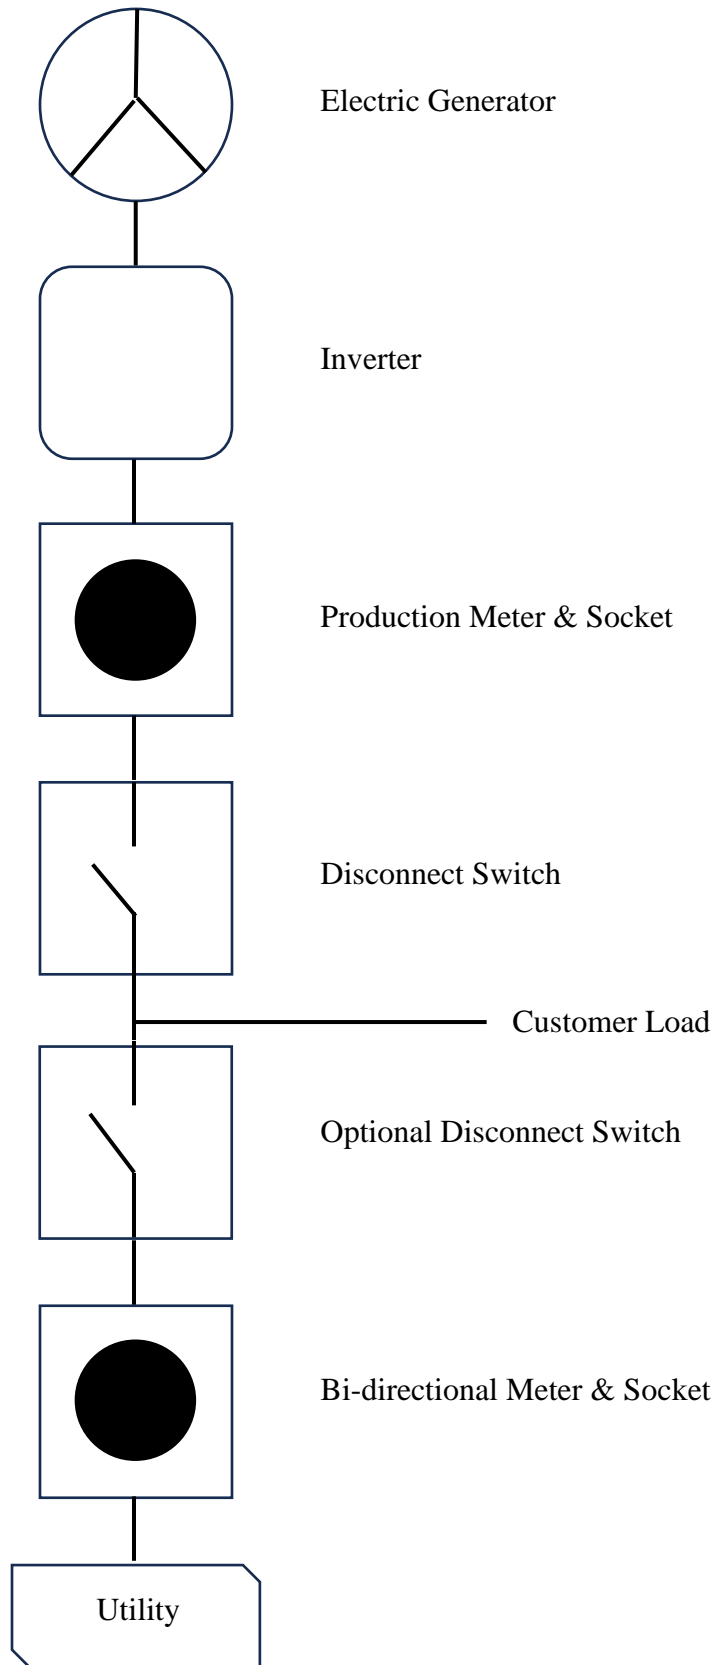 Electric Generator
Inverter
Production Meter & Socket
Disconnect Switch
Customer Load
Optional Disconnect Switch
Bi-directional Meter & Socket
Utility